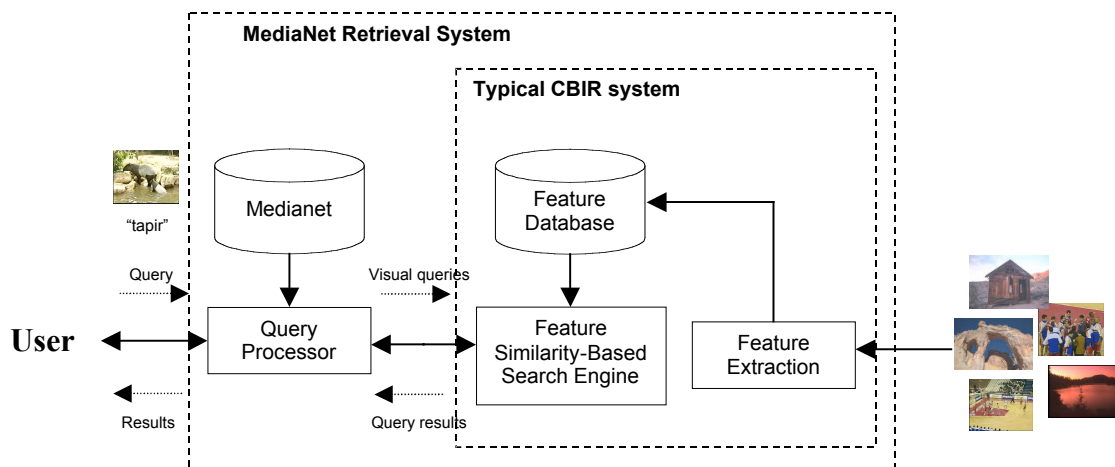 MediaNet Retrieval System
Typical CBIR system
Medianet
Feature
Database
“tapir”
Query
Visual queries
User
Query
Processor
Feature
Similarity-Based
Search Engine
Feature
Extraction
Results
Query results